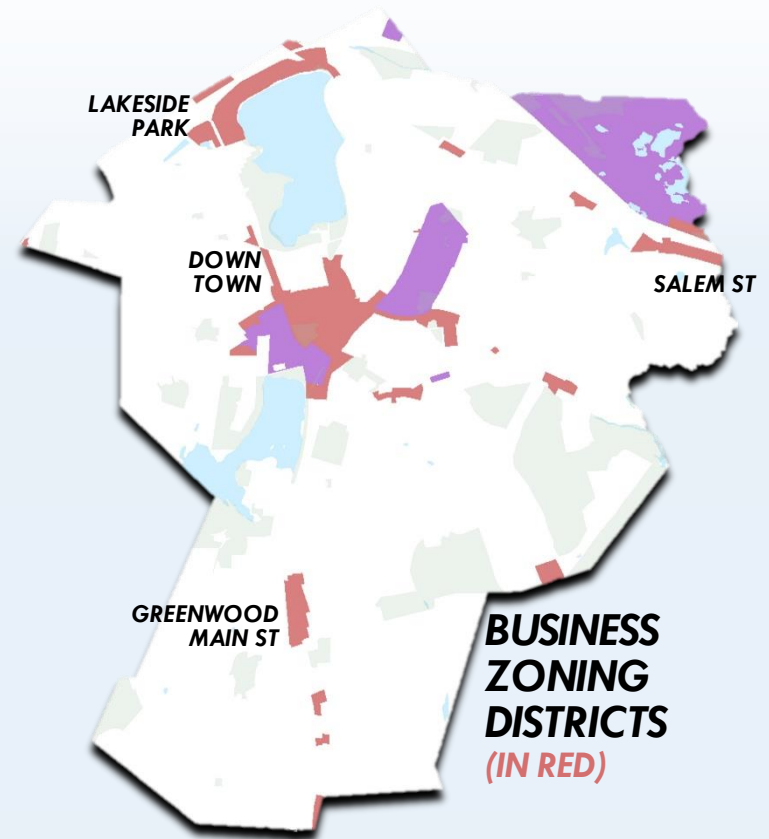 LAKESIDE
PARK
DOWN
TOWN
SALEM ST
GREENWOOD
MAIN ST
BUSINESS
ZONING
DISTRICTS
(IN RED)